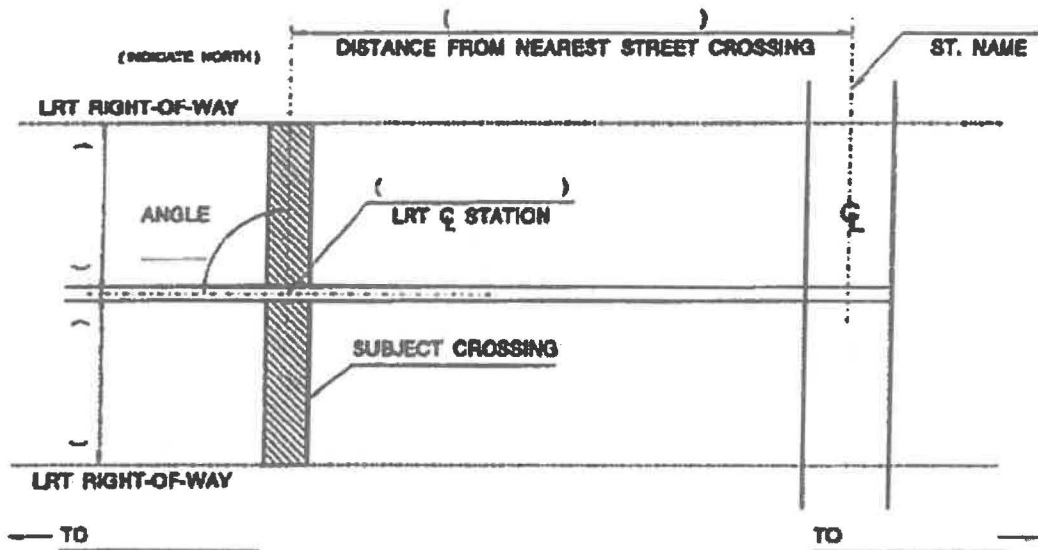 ( )
DISTANCE FROM NEAREST STREET CROSSING
ST. NAME
(INDICATE NORTH)
LRT RIGHT-OF-WAY
( )
ANGLE
( )
LRT ℄ STATION
℄
( )
SUBJECT CROSSING
LRT RIGHT-OF-WAY
TO
TO